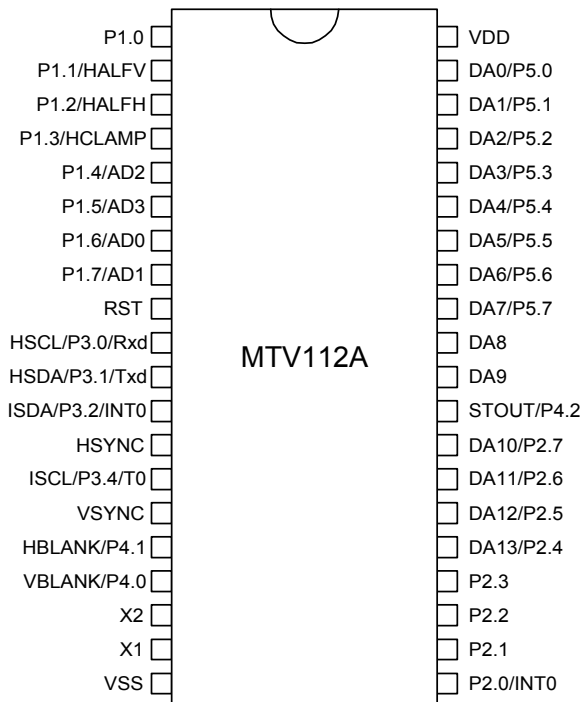 P1.0
P1.1/HALFV
P1.2/HALFH
P1.3/HCLAMP
P1.4/AD2
P1.5/AD3
P1.6/AD0
P1.7/AD1
RST
HSCL/P3.0/Rxd
HSDA/P3.1/Txd
ISDA/P3.2/INT0
HSYNC
ISCL/P3.4/T0
VSYNC
HBLANK/P4.1
VBLANK/P4.0
X2
X1
VSS
MTV112A
VDD
DA0/P5.0
DA1/P5.1
DA2/P5.2
DA3/P5.3
DA4/P5.4
DA5/P5.5
DA6/P5.6
DA7/P5.7
DA8
DA9
STOUT/P4.2
DA10/P2.7
DA11/P2.6
DA12/P2.5
DA13/P2.4
P2.3
P2.2
P2.1
P2.0/INT0